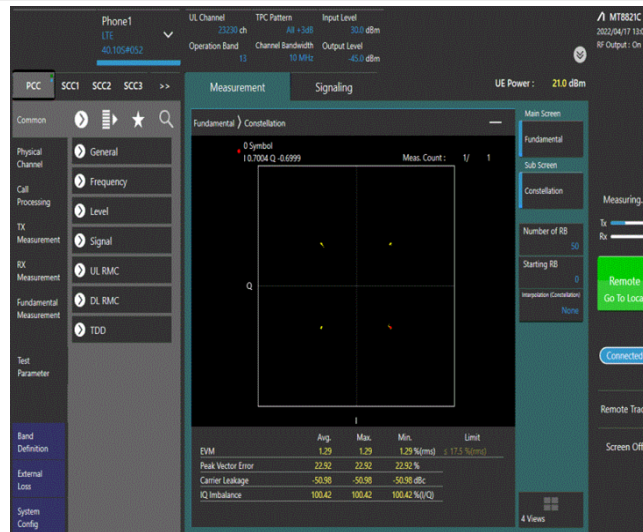 Phone1
LTE
40.10S#052
UL Channel TPC Pattern Input Level
23230 ch All +3dB 30.0 dBm
Operation Band Channel Bandwidth Output Level
13 10 MHz -45.0 dBm
MT8821C
2022/04/17 13:0
RF Output : On
PCC SCC1 SCC2 SCC3 >>
Measurement Signaling
UE Power : 21.0 dBm
Common
Physical
Channel
Call
Processing
TX
Measurement
RX
Measurement
Fundamental
Measurement
Test
Parameter
Band
Definition
External
Loss
System
Config
General
Frequency
Level
Signal
UL RMC
DL RMC
TDD
Fundamental Constellation
0 Symbol
I 0.7004 Q -0.6999 Meas. Count : 1/ 1
Q
I
Avg. Max. Min. Limit
EVM 1.29 1.29 1.29 %(rms) ≤ 17.5 %(rms)
Peak Vector Error 22.92 22.92 22.92 %
Carrier Leakage -50.98 -50.98 -50.98 dBc
IQ Imbalance 100.42 100.42 100.42 %(I/Q)
Main Screen
Fundamental
Sub Screen
Constellation
Number of RB
50
Starting RB
0
Interpolation (Constellation)
None
4 Views
Measuring.
Tx
Rx
Remote
Go To Loca
Connected
Remote Trac
Screen Off